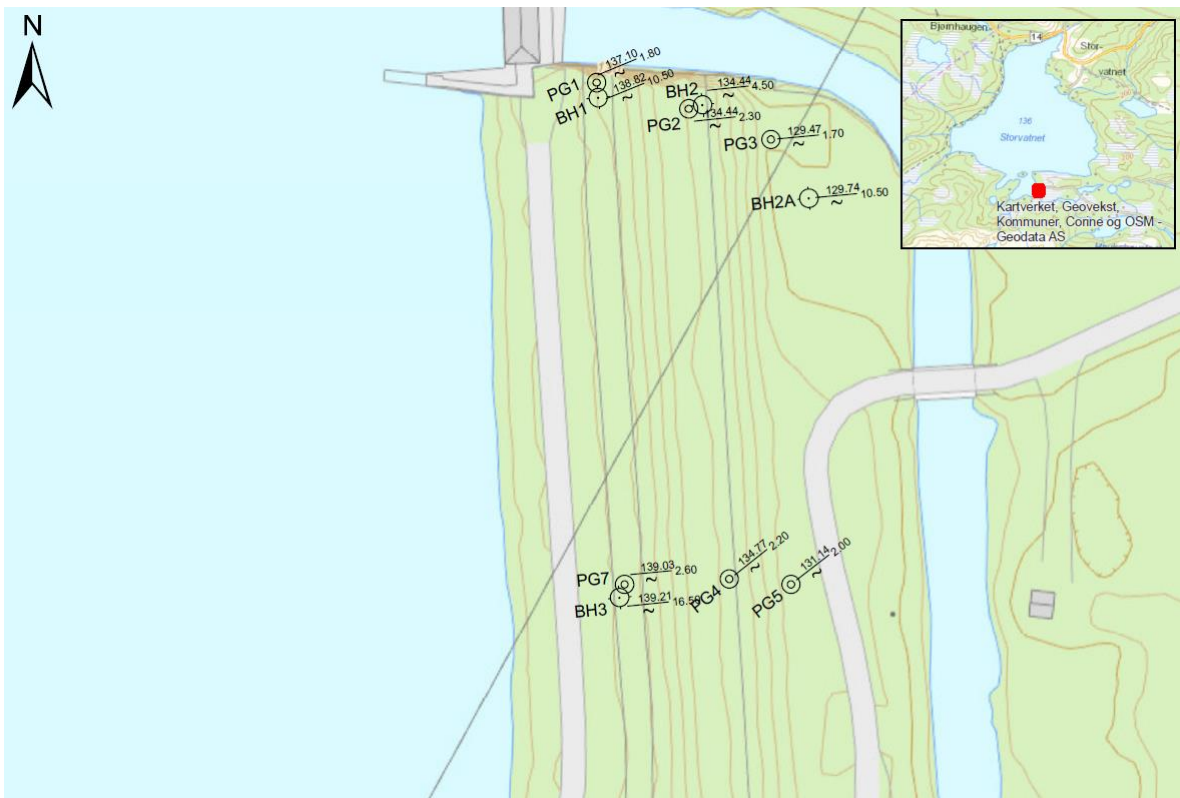 N
PG1
137.10
~
1.80
BH1
138.82
~
10.50
BH2
134.44
4.50
PG2
134.44
~
2.30
PG3
129.47
~
1.70
BH2A
129.74
~
10.50
PG7
139.03
~
2.60
BH3
139.21
~
16.50
PG4
134.77
~
2.20
PG5
131.14
~
2.00
Bjørnhaugen
14
Stor-
vatnet
136
Storvatnet
Kartverket, Geovekst,
Kommuner, Corine og OSM -
Geodata AS